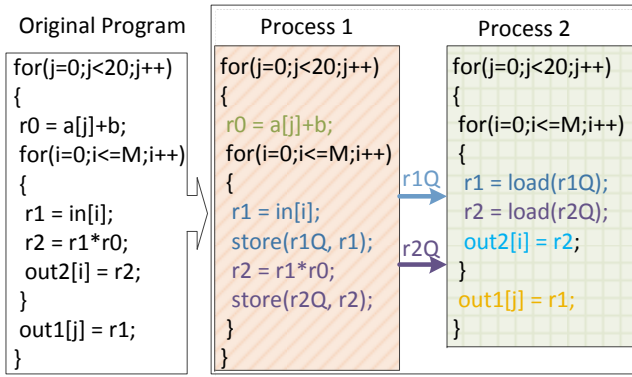 Original Program
for(j=0;j<20;j++)
{
r0 = a[j]+b;
for(i=0;i<=M;i++)
{
r1 = in[i];
r2 = r1*r0;
out2[i] = r2;
}
out1[j] = r1;
}
Process 1
for(j=0;j<20;j++)
{
r0 = a[j]+b;
for(i=0;i<=M;i++)
{
r1 = in[i];
store(r1Q, r1);
r2 = r1*r0;
store(r2Q, r2);
}
}
r1Q
r2Q
Process 2
for(j=0;j<20;j++)
{
for(i=0;i<=M;i++)
{
r1 = load(r1Q);
r2 = load(r2Q);
out2[i] = r2;
}
out1[j] = r1;
}